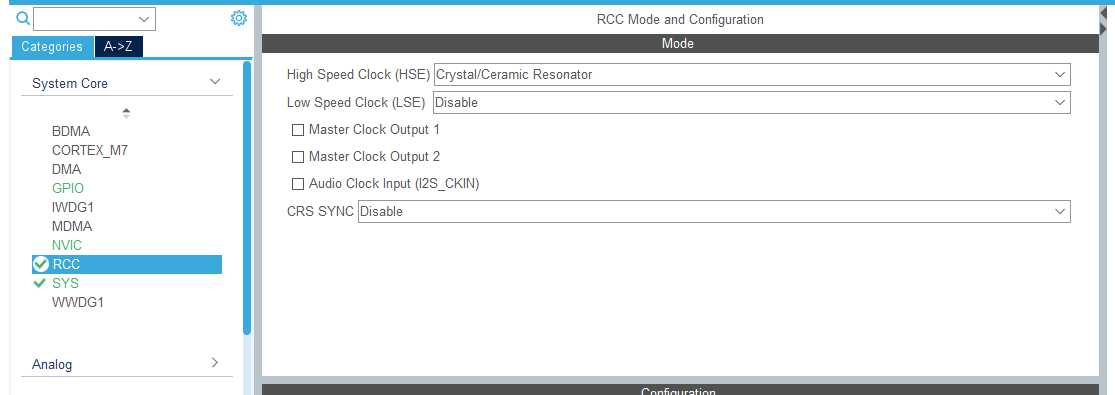 Categories A->Z
System Core
BDMA
CORTEX_M7
DMA
GPIO
IWDG1
MDMA
NVIC
RCC
SYS
WWDG1
Analog
RCC Mode and Configuration
Mode
High Speed Clock (HSE) Crystal/Ceramic Resonator
Low Speed Clock (LSE) Disable
Master Clock Output 1
Master Clock Output 2
Audio Clock Input (I2S_CKIN)
CRS SYNC Disable
Configuration